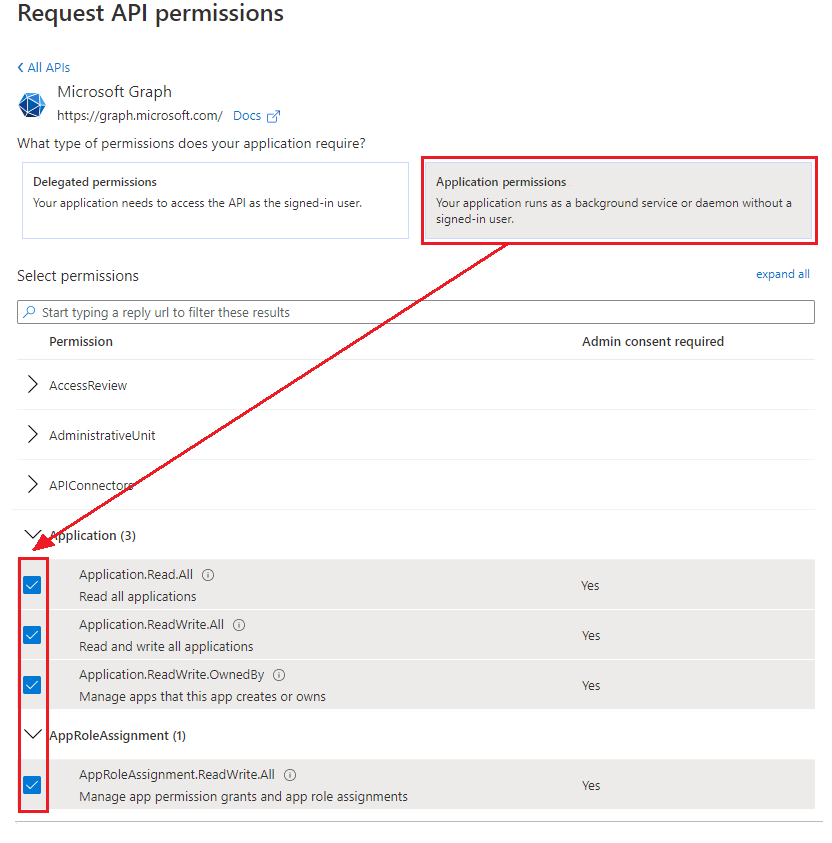 Request API permissions
All APIs
Microsoft Graph
https://graph.microsoft.com/ Docs
What type of permissions does your application require?
Delegated permissions
Your application needs to access the API as the signed-in user.
Application permissions
Your application runs as a background service or daemon without a
signed-in user.
Select permissions
expand all
Start typing a reply url to filter these results
Permission
Admin consent required
AccessReview
AdministrativeUnit
APIConnectors
Application (3)
Application.Read.All
Read all applications
Yes
Application.ReadWrite.All
Read and write all applications
Yes
Application.ReadWrite.OwnedBy
Manage apps that this app creates or owns
Yes
AppRoleAssignment (1)
AppRoleAssignment.ReadWrite.All
Manage app permission grants and app role assignments
Yes